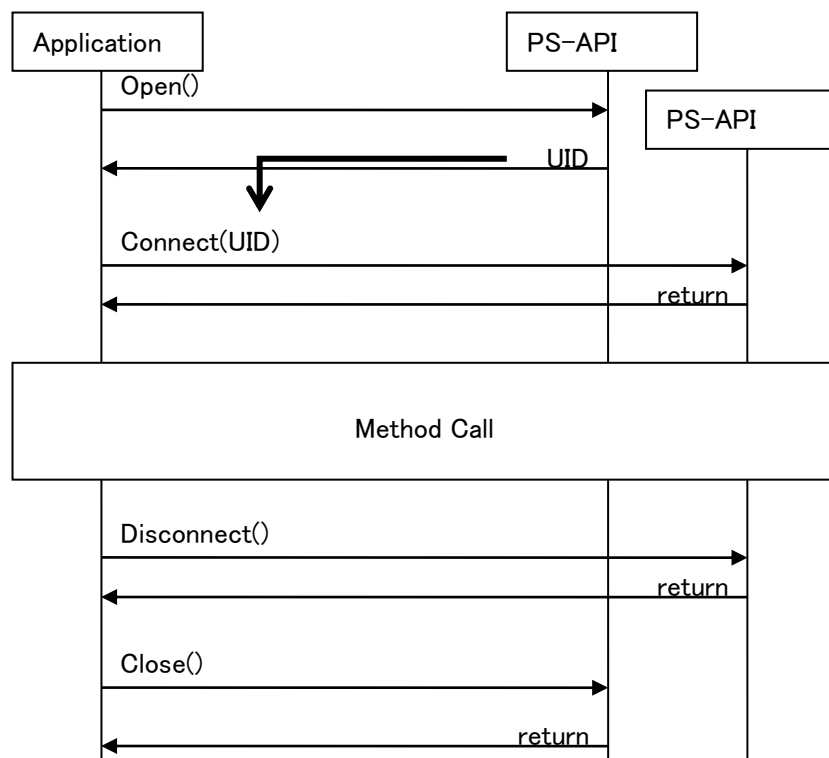 Application
PS-API
Open()
PS-API
UID
Connect(UID)
return
Method Call
Disconnect()
return
Close()
return